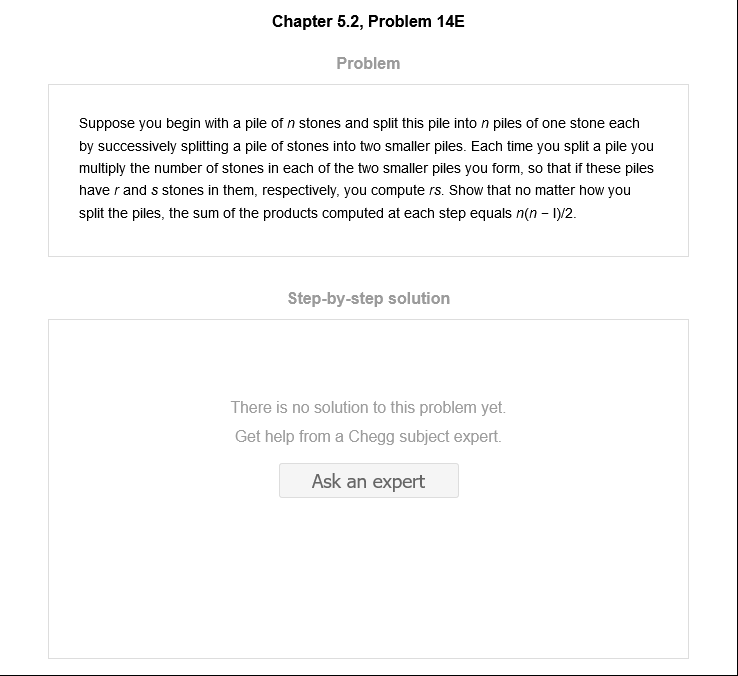 Chapter 5.2, Problem 14E
Problem
Suppose you begin with a pile of n stones and split this pile into n piles of one stone each
by successively splitting a pile of stones into two smaller piles. Each time you split a pile you
multiply the number of stones in each of the two smaller piles you form, so that if these piles
have r and s stones in them, respectively, you compute rs. Show that no matter how you
split the piles, the sum of the products computed at each step equals n(n – l)/2.
Step-by-step solution
There is no solution to this problem yet.
Get help from a Chegg subject expert.
Ask an expert